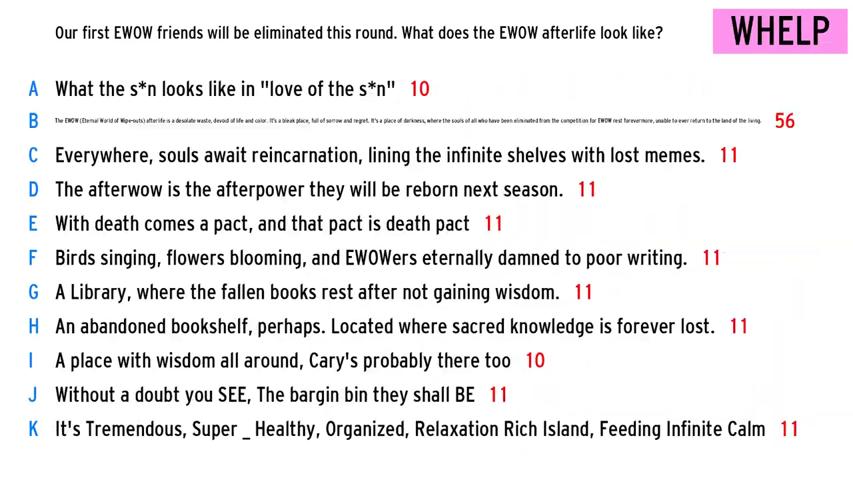 Our first EWOW friends will be eliminated this round. What does the EWOW afterlife look like?
WHELP
A What the s*n looks like in "love of the s*n" 10
B The EWOW (Eternal World of Wipe-outs) afterlife is a desolate waste, devoid of life and color. It's a bleak place, full of sorrow and regret. It's a place of darkness, where the souls of all who have been eliminated from the competition for EWOW rest forevermore, unable to ever return to the land of the living. 56
C Everywhere, souls await reincarnation, lining the infinite shelves with lost memes. 11
D The afterwow is the afterpower they will be reborn next season. 11
E With death comes a pact, and that pact is death pact 11
F Birds singing, flowers blooming, and EWOWers eternally damned to poor writing. 11
G A Library, where the fallen books rest after not gaining wisdom. 11
H An abandoned bookshelf, perhaps. Located where sacred knowledge is forever lost. 11
I A place with wisdom all around, Cary's probably there too 10
J Without a doubt you SEE, The bargin bin they shall BE 11
K It's Tremendous, Super _ Healthy, Organized, Relaxation Rich Island, Feeding Infinite Calm 11